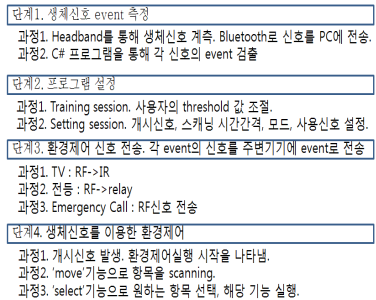 단계1. 생체신호 event 측정
과정1. Headband를 통해 생체신호 계측. Bluetooth로 신호를 PC에 전송.
과정2. C# 프로그램을 통해 각 신호의 event 검출
단계2. 프로그램 설정
과정1. Training session. 사용자의 threshold 값 조절.
과정2. Setting session. 개시신호, 스캐닝 시간간격, 모드, 사용신호 설정.
단계3. 환경제어 신호 전송. 각 event의 신호를 주변기기에 event로 전송
과정1. TV : RF->IR
과정2. 전등 : RF->relay
과정3. Emergency Call : RF신호 전송
단계4. 생체신호를 이용한 환경제어
과정1. 개시신호 발생. 환경제어실행 시작을 나타냄.
과정2. 'move'기능으로 항목을 scanning.
과정3. 'select'기능으로 원하는 항목 선택, 해당 기능 실행.